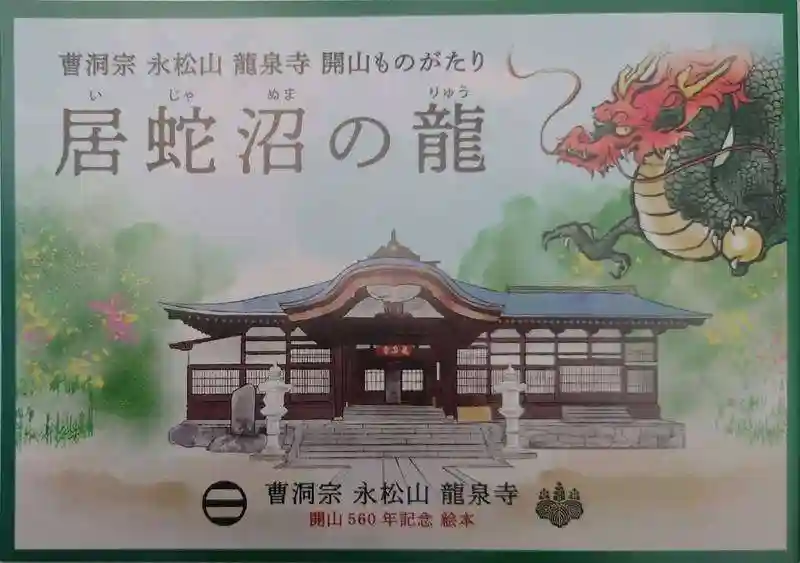 曹洞宗 永松山 龍泉寺 開山ものがたり
い じゃ ぬま りゅう
居蛇沼の龍
曹洞宗 永松山 龍泉寺
開山560年記念 絵本